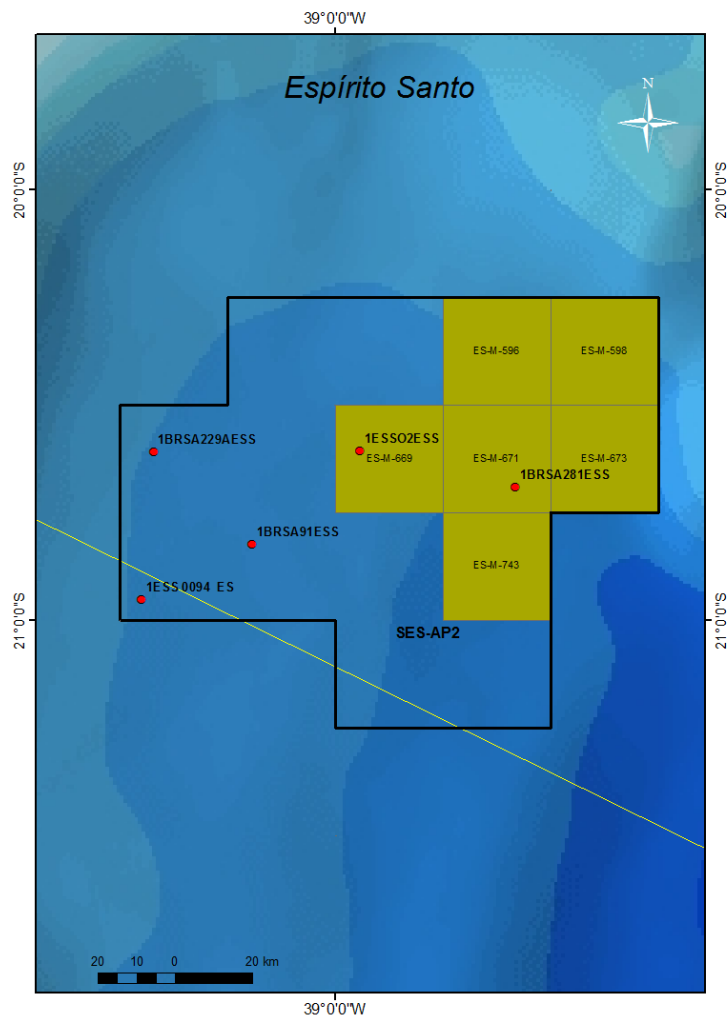 39°0'0"W
Espírito Santo
N
20°0'0"S
20°0'0"S
ES-M-596
ES-M-598
1BRSA229AESS
1ESSO2ESS
ES-M-669
ES-M-671
ES-M-673
1BRSA281ESS
1BRSA91ESS
ES-M-743
1ESS0094 ES
SES-AP2
21°0'0"S
21°0'0"S
20 10 0 20 km
39°0'0"W